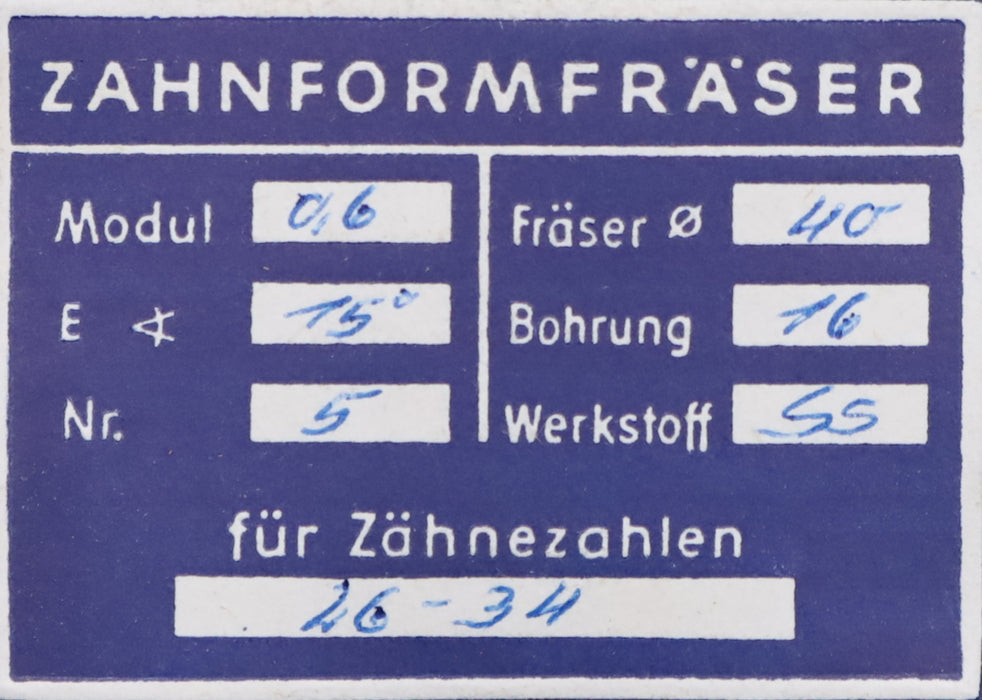 ZAHNFORMFRÄSER
Modul 0,6
E ∢ 15°
Nr. 5
Fräser Ø 40
Bohrung 16
Werkstoff SS
für Zähnezahlen
26-34